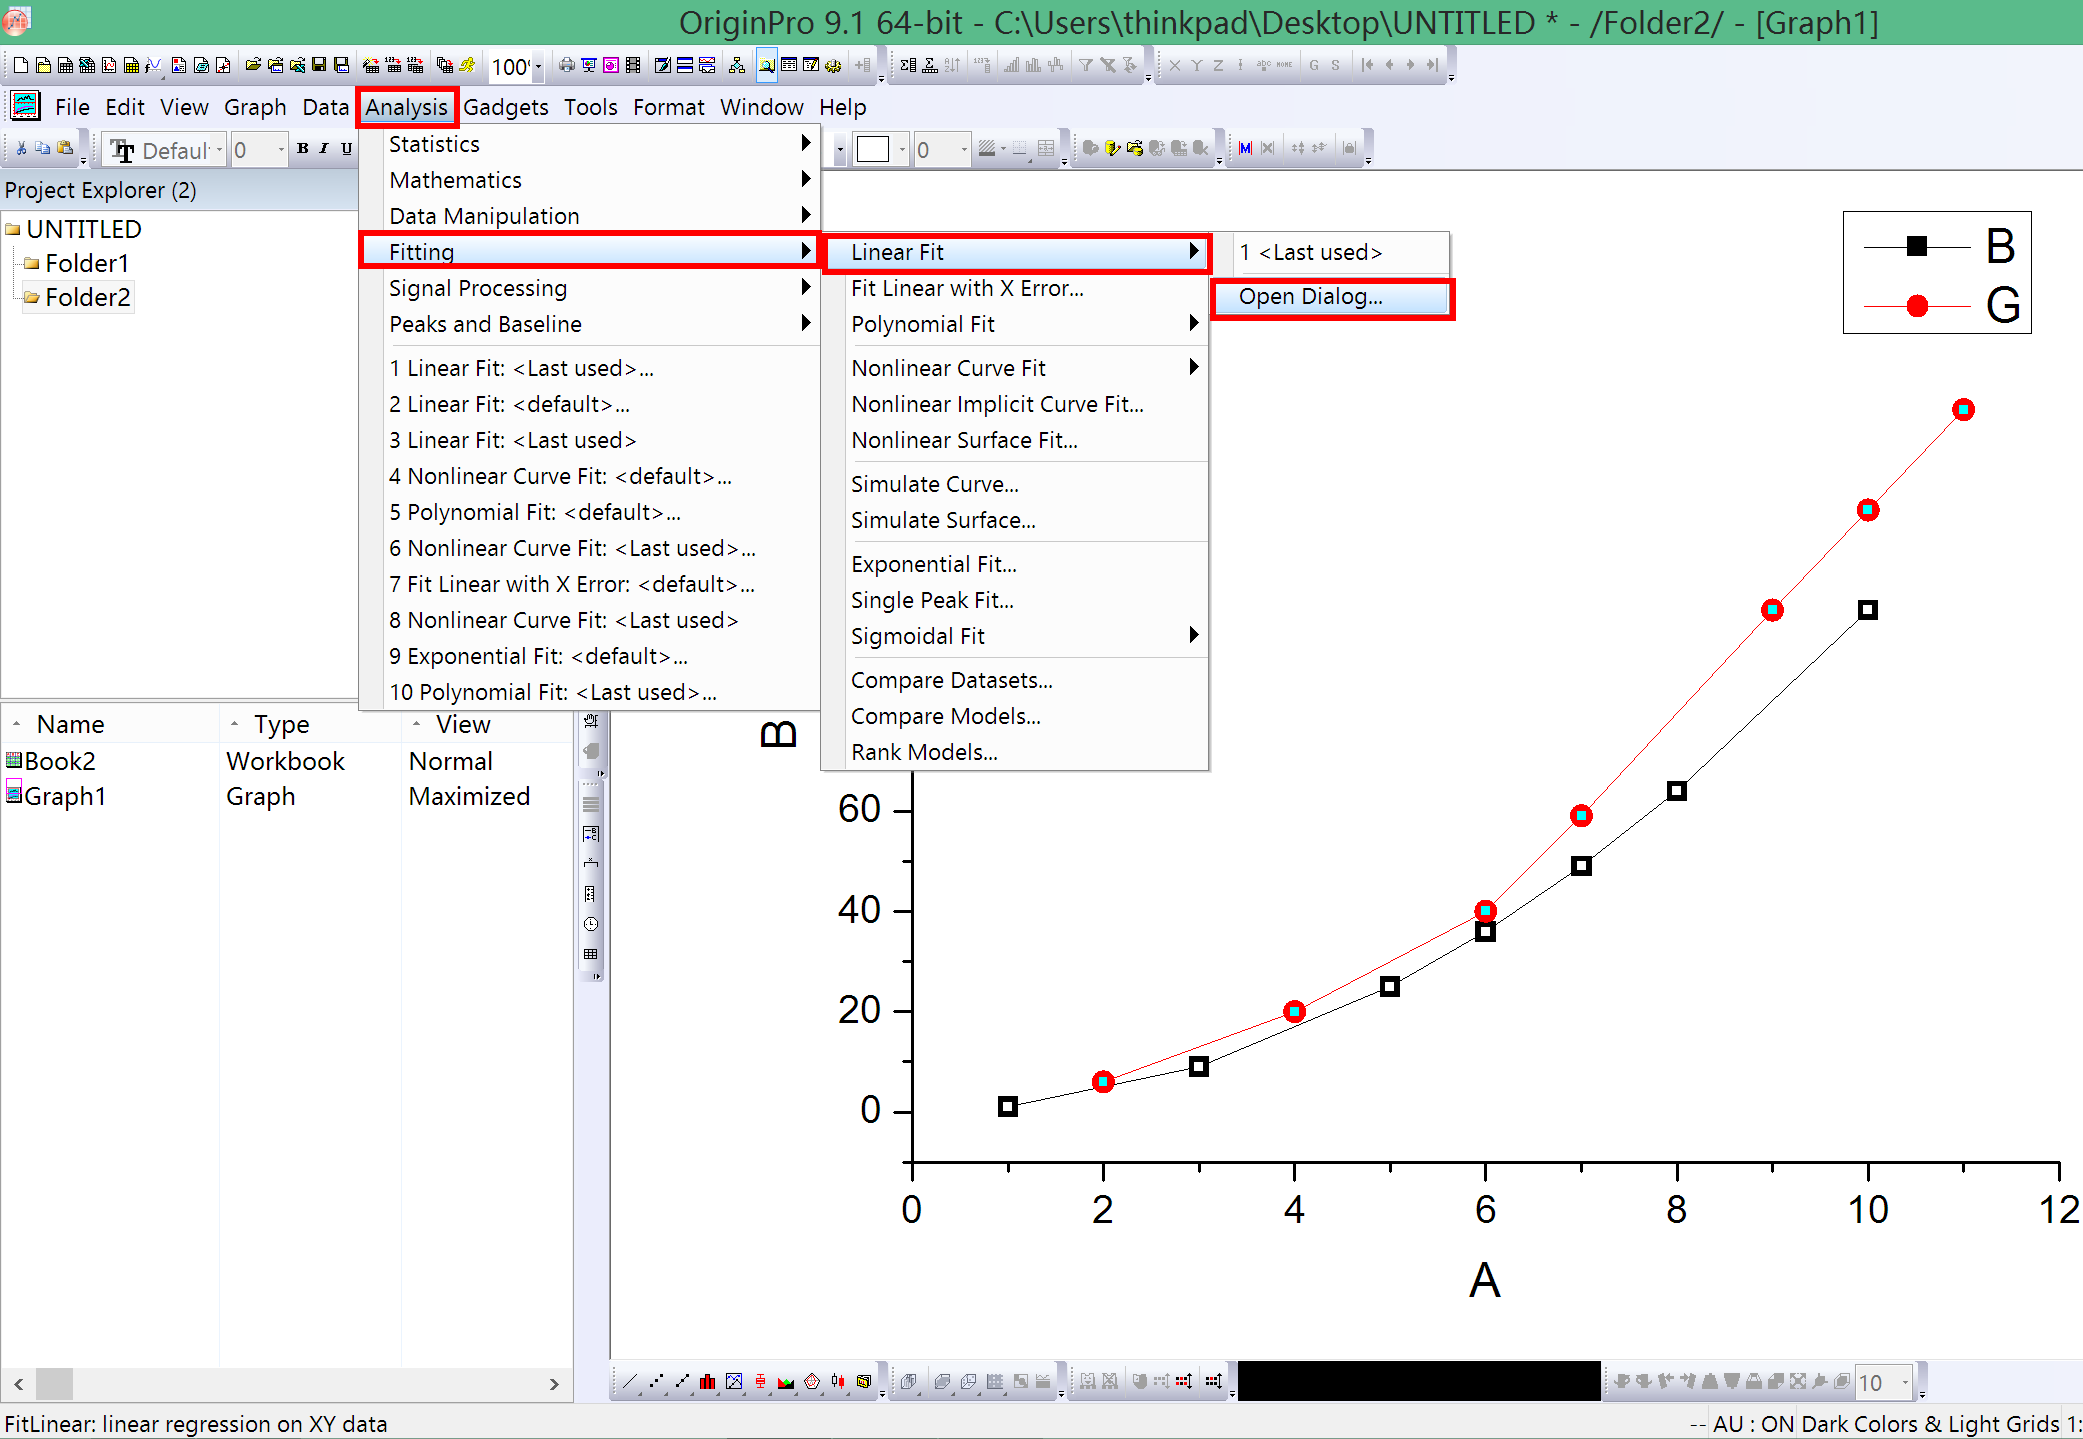 OriginPro 9.1 64-bit - C:\Users\thinkpad\Desktop\UNTITLED * - /Folder2/ - [Graph1]
100%
File Edit View Graph Data Analysis Gadgets Tools Format Window Help
Defaul 0 B I U 0
Project Explorer (2)
UNTITLED
Folder1
Folder2
Statistics
Mathematics
Data Manipulation
Fitting
Signal Processing
Peaks and Baseline
1 Linear Fit: <Last used>...
2 Linear Fit: <default>...
3 Linear Fit: <Last used>
4 Nonlinear Curve Fit: <default>...
5 Polynomial Fit: <default>...
6 Nonlinear Curve Fit: <Last used>...
7 Fit Linear with X Error: <default>...
8 Nonlinear Curve Fit: <Last used>
9 Exponential Fit: <default>...
10 Polynomial Fit: <Last used>...
Linear Fit
Fit Linear with X Error...
Polynomial Fit
Nonlinear Curve Fit
Nonlinear Implicit Curve Fit...
Nonlinear Surface Fit...
Simulate Curve...
Simulate Surface...
Exponential Fit...
Single Peak Fit...
Sigmoidal Fit
Compare Datasets...
Compare Models...
Rank Models...
1 <Last used>
Open Dialog...
B
G
Name Type View
Book2 Workbook Normal
Graph1 Graph Maximized
B
60
40
20
0
0 2 4 6 8 10 12
A
10
FitLinear: linear regression on XY data
-- AU : ON Dark Colors & Light Grids 1: